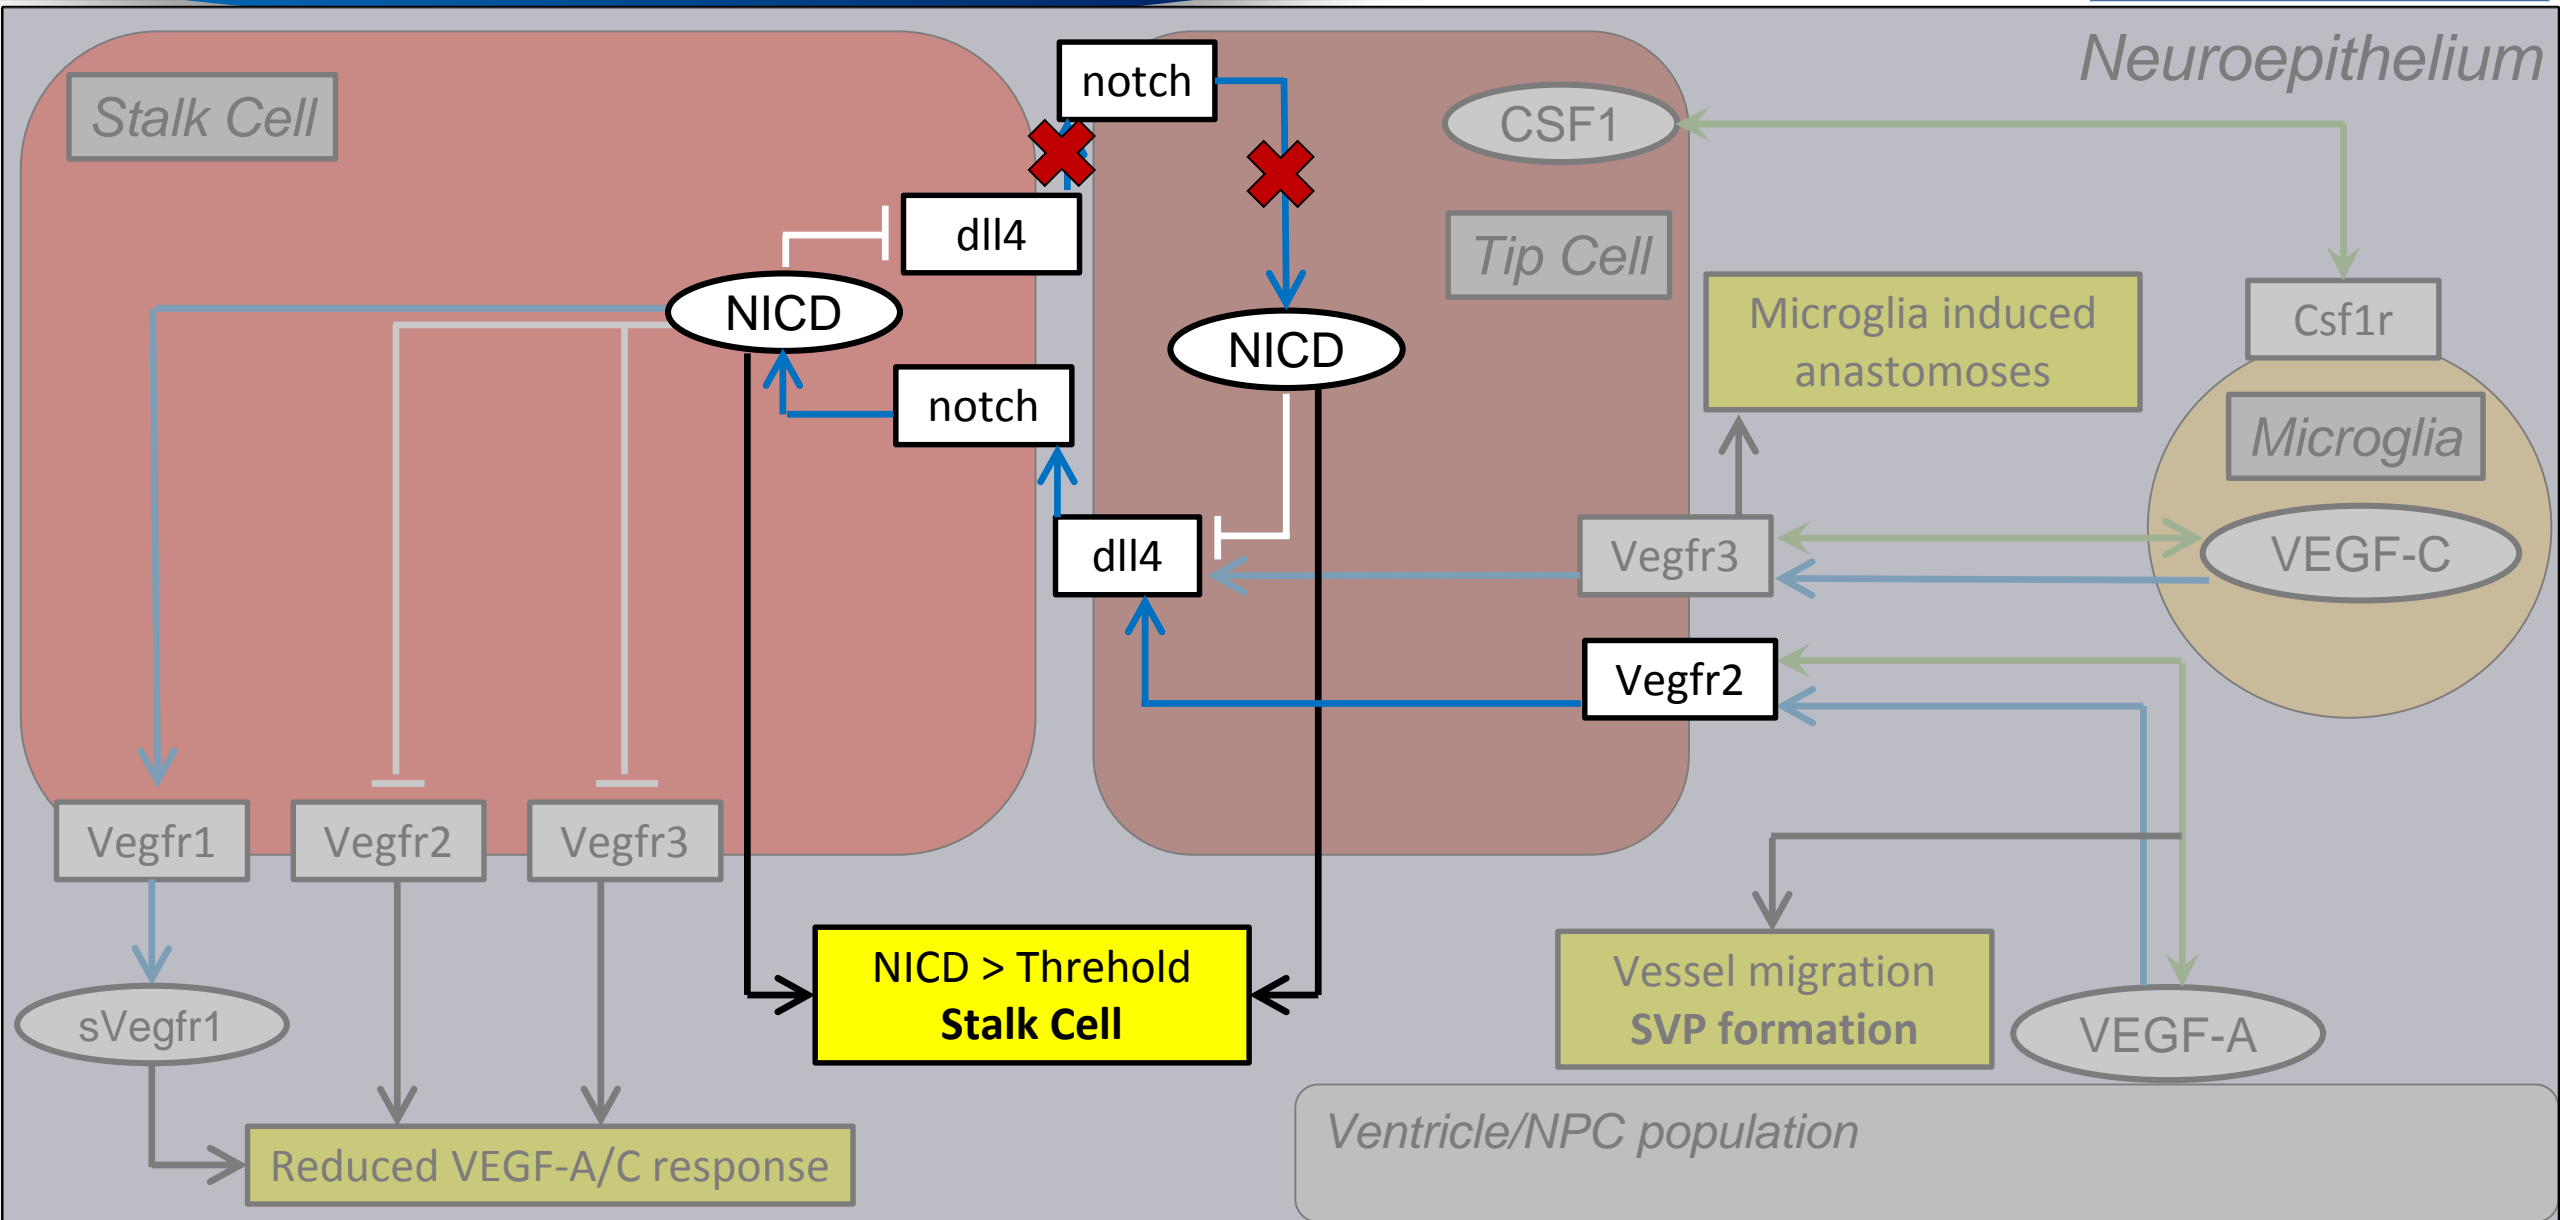 Neuroepithelium
Stalk Cell
notch
CSF1
dll4
Tip Cell
NICD
NICD
Microglia induced
anastomoses
Csf1r
notch
Microglia
dll4
Vegfr3
VEGF-C
Vegfr2
Vegfr1
Vegfr2
Vegfr3
NICD > Threhold
Stalk Cell
Vessel migration
SVP formation
sVegfr1
VEGF-A
Reduced VEGF-A/C response
Ventricle/NPC population